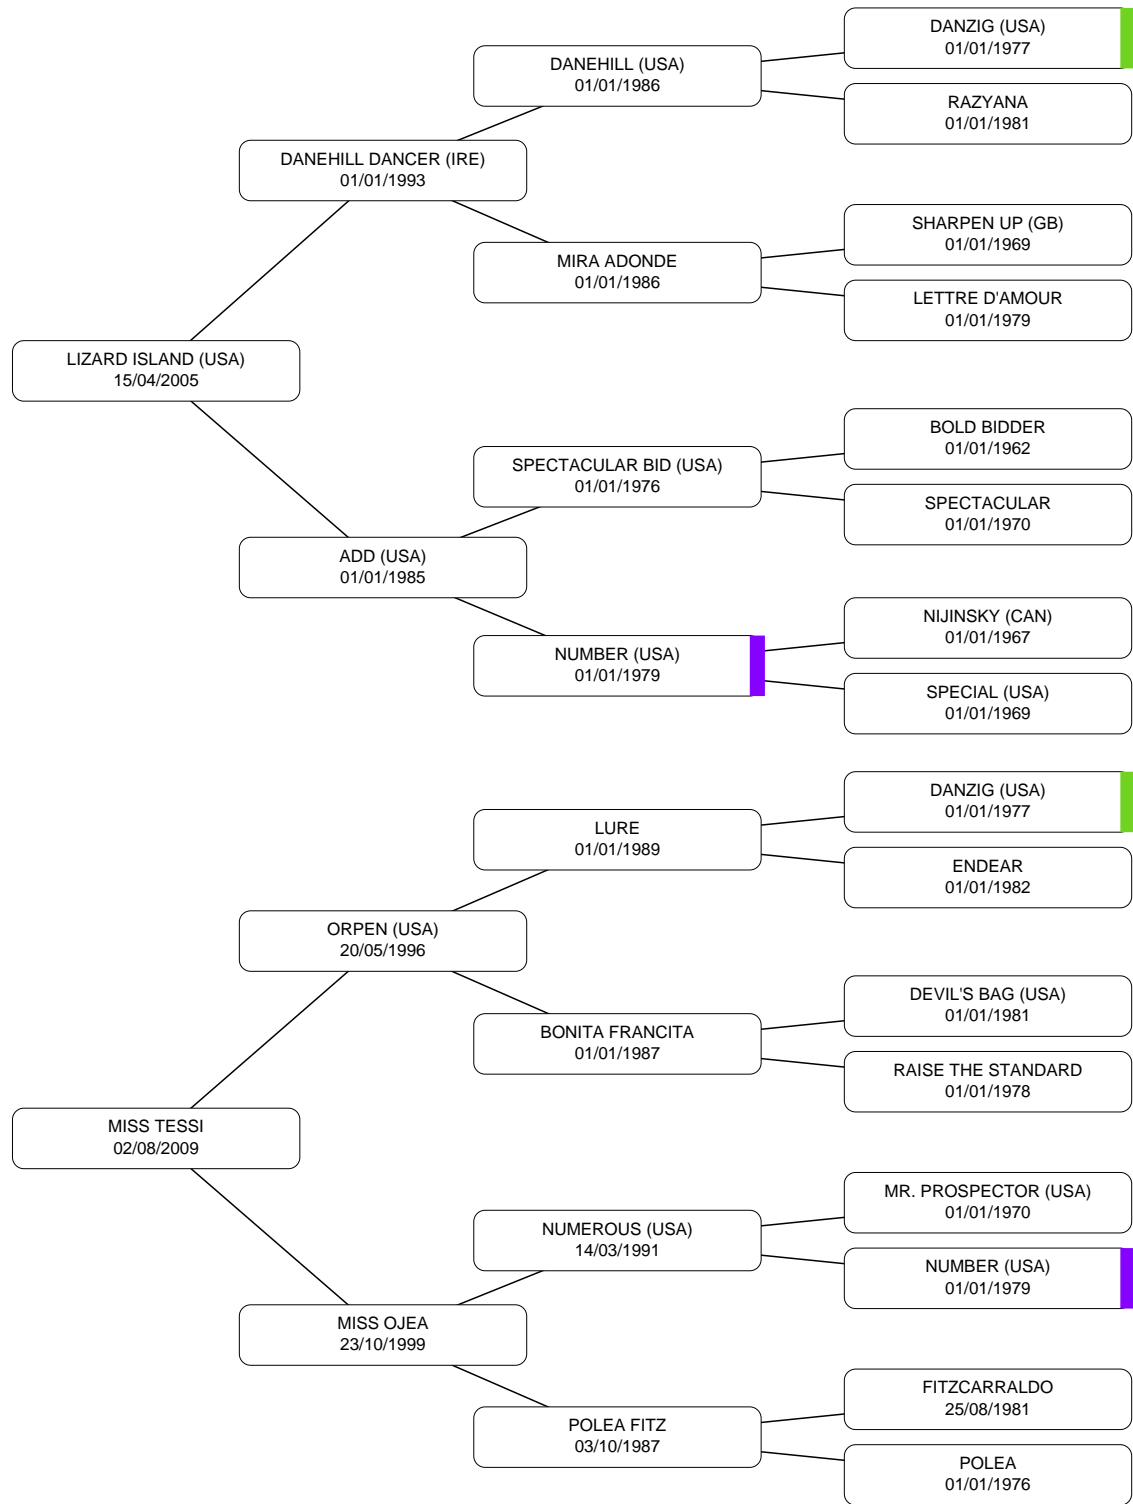 DANZIG (USA)
01/01/1977
DANEHILL (USA)
01/01/1986
RAZYANA
01/01/1981
DANEHILL DANCER (IRE)
01/01/1993
SHARPEN UP (GB)
01/01/1969
MIRA ADONDE
01/01/1986
LETTRE D'AMOUR
01/01/1979
LIZARD ISLAND (USA)
15/04/2005
BOLD BIDDER
01/01/1962
SPECTACULAR BID (USA)
01/01/1976
SPECTACULAR
01/01/1970
ADD (USA)
01/01/1985
NIJINSKY (CAN)
01/01/1967
NUMBER (USA)
01/01/1979
SPECIAL (USA)
01/01/1969
DANZIG (USA)
01/01/1977
LURE
01/01/1989
ENDEAR
01/01/1982
ORPEN (USA)
20/05/1996
DEVIL'S BAG (USA)
01/01/1981
BONITA FRANCITA
01/01/1987
RAISE THE STANDARD
01/01/1978
MISS TESSI
02/08/2009
MR. PROSPECTOR (USA)
01/01/1970
NUMEROUS (USA)
14/03/1991
NUMBER (USA)
01/01/1979
MISS OJEA
23/10/1999
FITZCARRALDO
25/08/1981
POLEA FITZ
03/10/1987
POLEA
01/01/1976